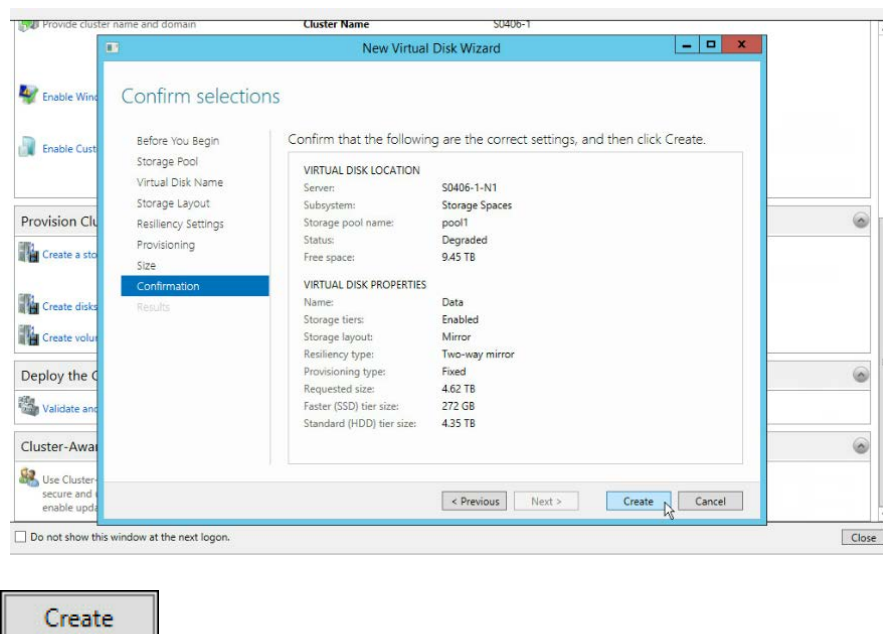 Provide cluster name and domain Cluster Name S0406-1
New Virtual Disk Wizard
Enable Wind
Confirm selections
Enable Cust
Before You Begin
Storage Pool
Virtual Disk Name
Storage Layout
Resiliency Settings
Provisioning
Size
Confirmation
Results
Confirm that the following are the correct settings, and then click Create.
VIRTUAL DISK LOCATION
Server: S0406-1-N1
Subsystem: Storage Spaces
Storage pool name: pool1
Status: Degraded
Free space: 9.45 TB
VIRTUAL DISK PROPERTIES
Name: Data
Storage tiers: Enabled
Storage layout: Mirror
Resiliency type: Two-way mirror
Provisioning type: Fixed
Requested size: 4.62 TB
Faster (SSD) tier size: 272 GB
Standard (HDD) tier size: 4.35 TB
Provision Clu
Create a sto
Create disks
Create volu
Deploy the C
Validate and
Cluster-Awar
Use Cluster-
secure and
enable upda
< Previous Next > Create Cancel
Do not show this window at the next logon. Close
Create